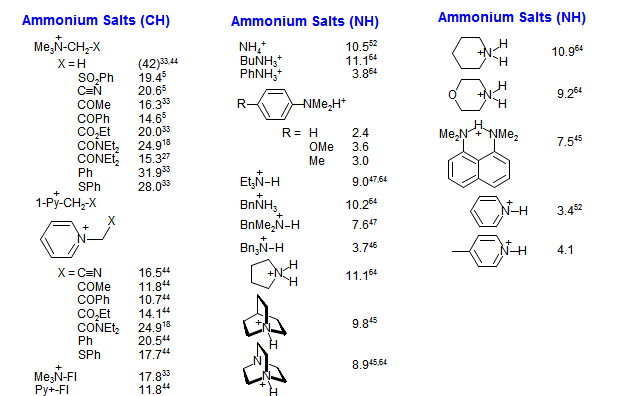 Ammonium Salts (CH)
Me3N+-CH2-X
X = H (42)33,44
SO2Ph 19.45
C≡N 20.65
COMe 16.333
COPh 14.65
CO2Et 20.033
CONEt2 24.918
CONEt2 15.327
Ph 31.933
SPh 28.033
1-Py+-CH2-X
X
N+
X = C≡N 16.544
COMe 11.844
COPh 10.744
CO2Et 14.144
CONEt2 24.918
Ph 20.544
SPh 17.744
Me3N+-Fl 17.833
Py+-Fl 11.844
Ammonium Salts (NH)
NH4+ 10.552
BuNH3+ 11.164
PhNH3+ 3.864
R NMe2H+
R = H 2.4
OMe 3.6
Me 3.0
Et3N+-H 9.047,64
BnNH3+ 10.264
BnMe2N+-H 7.647
Bn3N+-H 3.746
+N H H 11.164
+N H 9.845
N N+ H 8.945,64
Ammonium Salts (NH)
+N H H 10.964
O +N H H 9.264
Me2N H+ NMe2 7.545
N+-H 3.452
N+-H 4.1